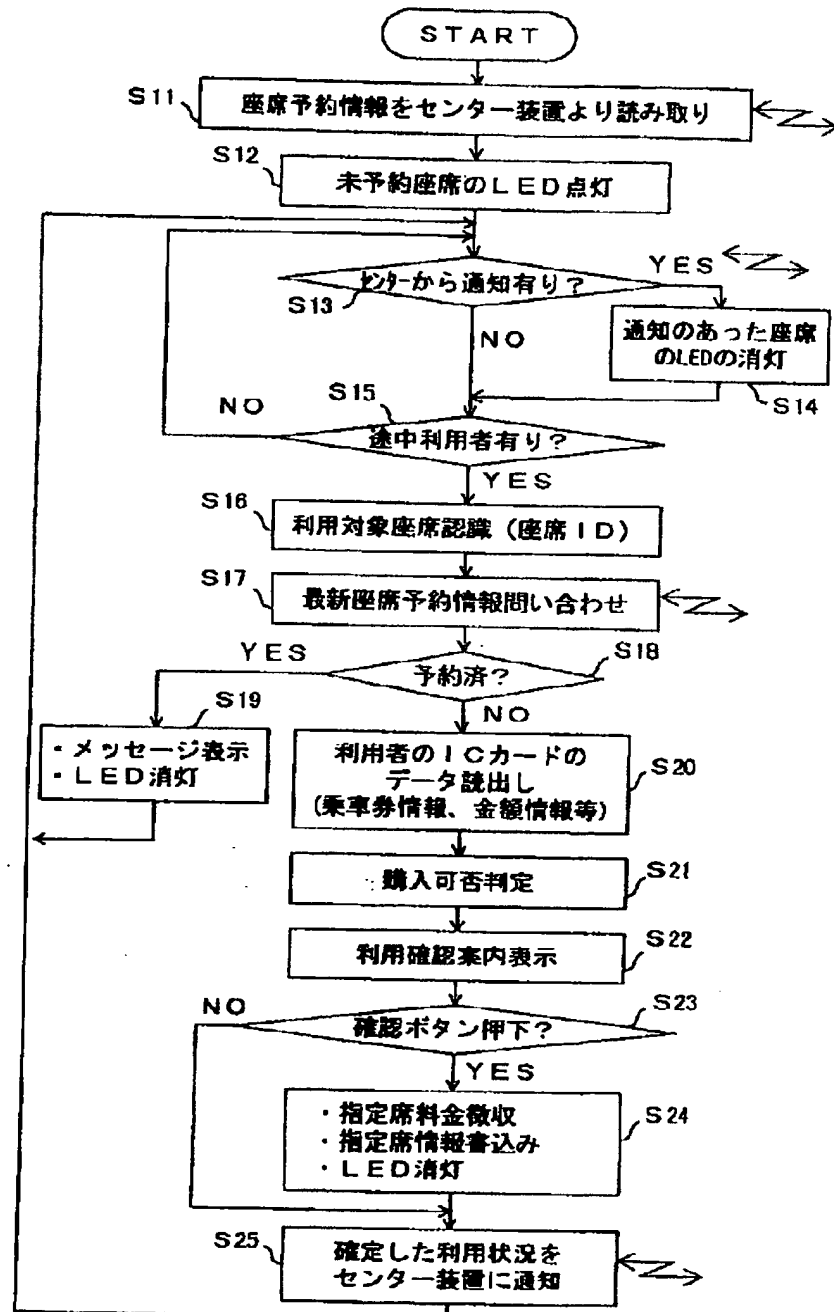 START
S11
座席予約情報をセンター装置より読み取り
S12
未予約座席のLED点灯
センターから通知有り?
YES
S13
NO
通知のあった座席
のLEDの消灯
S14
S15
NO
途中利用者有り?
YES
S16
利用対象座席認識(座席ID)
S17
最新座席予約情報問い合わせ
YES
予約済?
S18
NO
S19
・メッセージ表示
・LED消灯
利用者のICカードの
データ読出し
(乗車券情報、金額情報等)
S20
購入可否判定
S21
利用確認案内表示
S22
NO
確認ボタン押下?
S23
YES
・指定席料金徴収
・指定席情報書込み
・LED消灯
S24
S25
確定した利用状況を
センター装置に通知